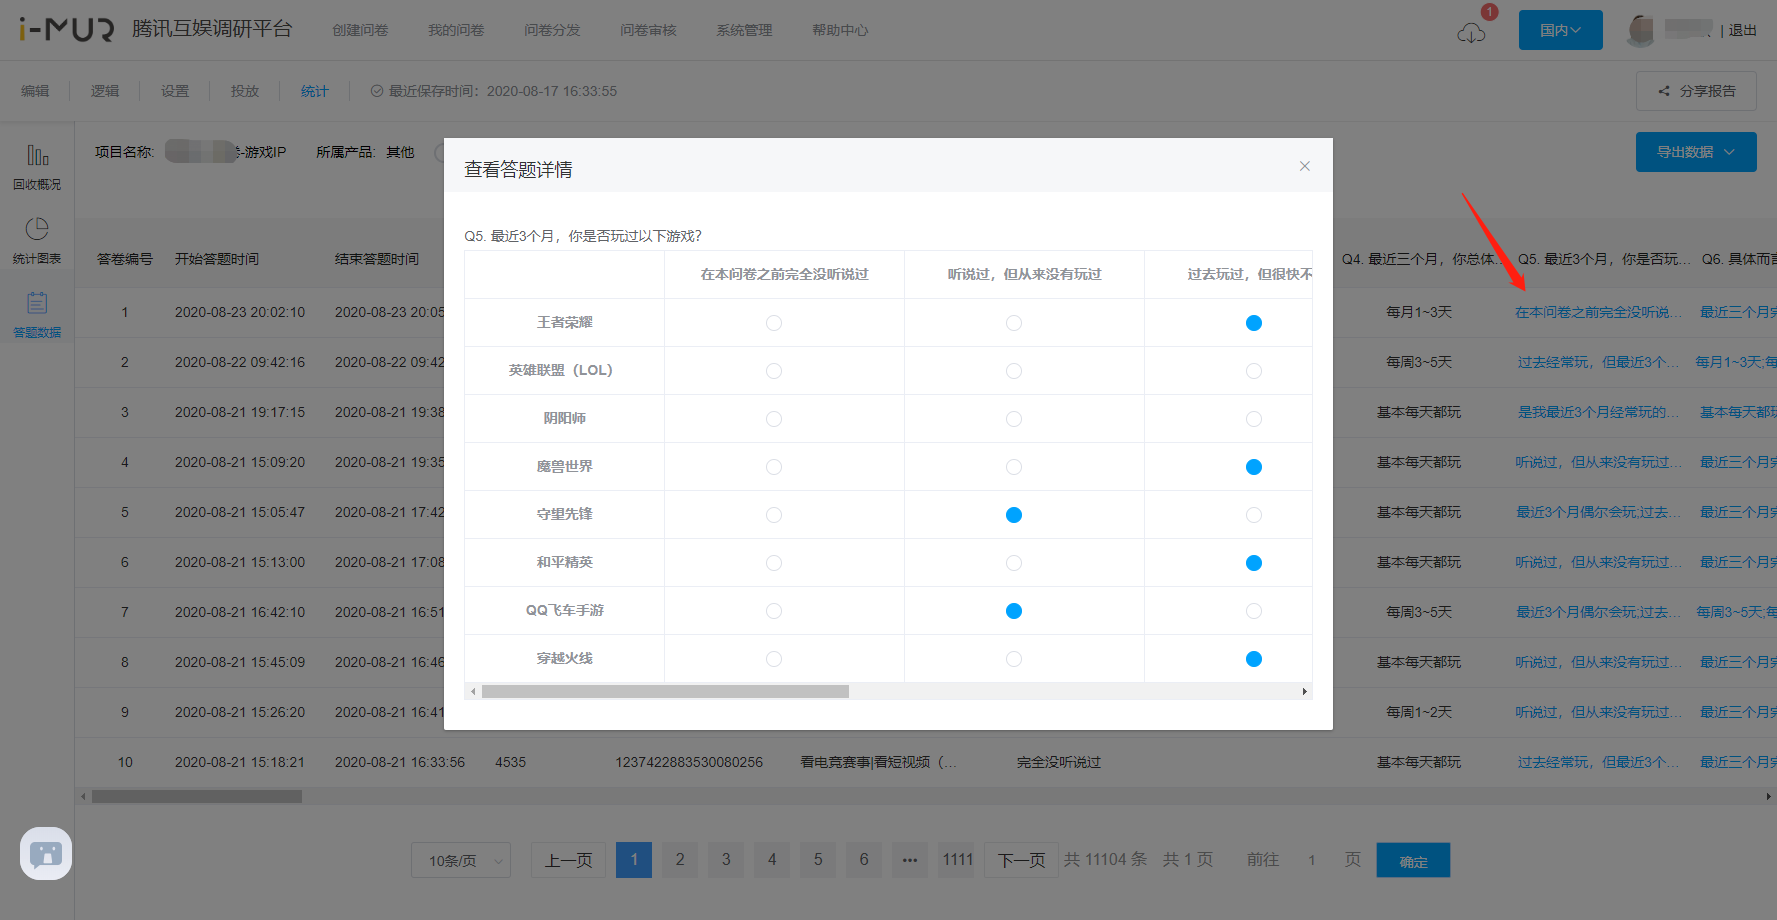 i-MUR 腾讯互娱调研平台 创建问卷 我的问卷 问卷分发 问卷审核 系统管理 帮助中心 1 国内 | 退出
编辑 逻辑 设置 投放 统计 最近保存时间：2020-08-17 16:33:55 分享报告
项目名称: -游戏IP 所属产品: 其他 导出数据
回收概况
统计图表
答题数据
查看答题详情
Q5. 最近3个月，你是否玩过以下游戏?
在本问卷之前完全没听说过 听说过，但从来没有玩过 过去玩过，但很快不
王者荣耀
英雄联盟（LOL）
阴阳师
魔兽世界
守望先锋
和平精英
QQ飞车手游
穿越火线
答卷编号 开始答题时间 结束答题时间 Q4. 最近三个月，你总体... Q5. 最近3个月，你是否玩... Q6. 具体而言
1 2020-08-23 20:02:10 2020-08-23 20:05 每月1~3天 在本问卷之前完全没听说... 最近三个月完
2 2020-08-22 09:42:16 2020-08-22 09:42 每周3~5天 过去经常玩，但最近3个... 每月1~3天;每
3 2020-08-21 19:17:15 2020-08-21 19:38 基本每天都玩 是我最近3个月经常玩的... 基本每天都玩
4 2020-08-21 15:09:20 2020-08-21 19:35 基本每天都玩 听说过，但从来没有玩过... 最近三个月完
5 2020-08-21 15:05:47 2020-08-21 17:42 基本每天都玩 最近3个月偶尔会玩;过去... 最近三个月完
6 2020-08-21 15:13:00 2020-08-21 17:08 基本每天都玩 听说过，但从来没有玩过... 最近三个月完
7 2020-08-21 16:42:10 2020-08-21 16:51 每周3~5天 最近3个月偶尔会玩;过去... 每周3~5天;每
8 2020-08-21 15:45:09 2020-08-21 16:46 基本每天都玩 听说过，但从来没有玩过... 最近三个月完
9 2020-08-21 15:26:20 2020-08-21 16:41 每周1~2天 听说过，但从来没有玩过... 最近三个月完
10 2020-08-21 15:18:21 2020-08-21 16:33:56 4535 1237422883530080256 看电竞赛事|看短视频（... 完全没听说过 基本每天都玩 过去经常玩，但最近3个... 最近三个月完
10条/页 上一页 1 2 3 4 5 6 ••• 1111 下一页 共 11104 条 共 1 页 前往 1 页 确定